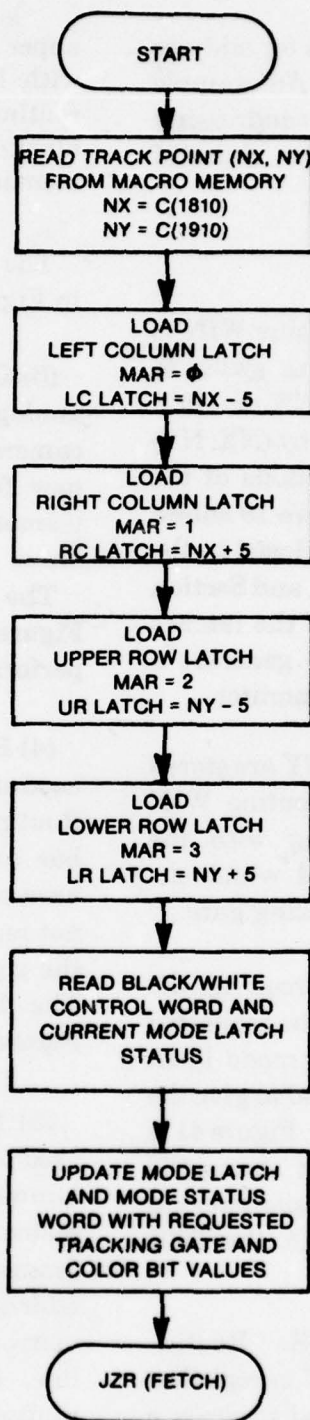 START
READ TRACK POINT (NX, NY)
FROM MACRO MEMORY
NX = C(1810)
NY = C(1910)
LOAD
LEFT COLUMN LATCH
MAR = ϕ
LC LATCH = NX - 5
LOAD
RIGHT COLUMN LATCH
MAR = 1
RC LATCH = NX + 5
LOAD
UPPER ROW LATCH
MAR = 2
UR LATCH = NY - 5
LOAD
LOWER ROW LATCH
MAR = 3
LR LATCH = NY + 5
READ BLACK/WHITE
CONTROL WORD AND
CURRENT MODE LATCH
STATUS
UPDATE MODE LATCH
AND MODE STATUS
WORD WITH REQUESTED
TRACKING GATE AND
COLOR BIT VALUES
JZR (FETCH)